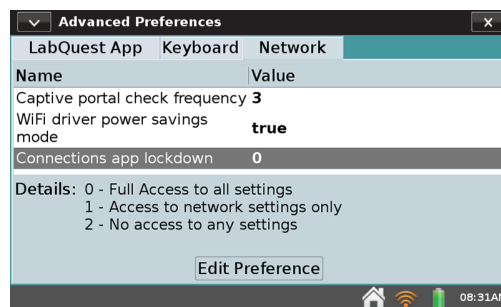 Advanced Preferences
LabQuest App Keyboard Network
Name Value
Captive portal check frequency 3
WiFi driver power savings
mode true
Connections app lockdown 0
Details: 0 - Full Access to all settings
1 - Access to network settings only
2 - No access to any settings
Edit Preference
08:31AM